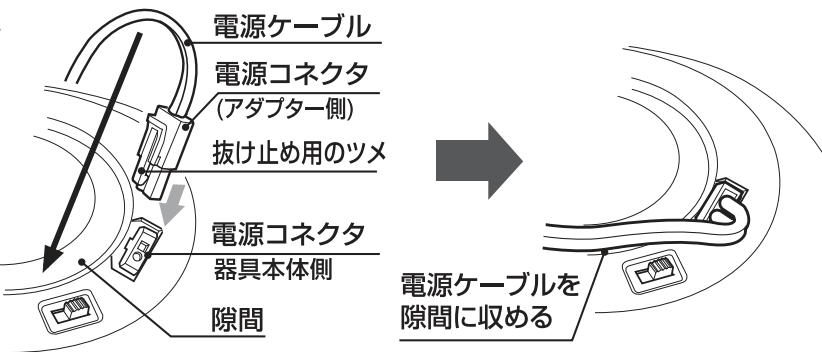 電源ケーブル
電源コネクタ
(アダプター側)
抜け止め用のツメ
電源コネクタ
器具本体側
隙間
電源ケーブルを
隙間に収める